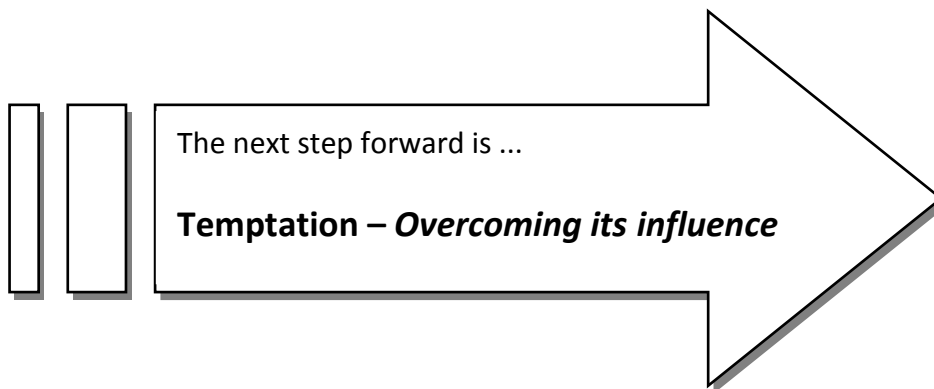 The next step forward is ...
Temptation – Overcoming its influence